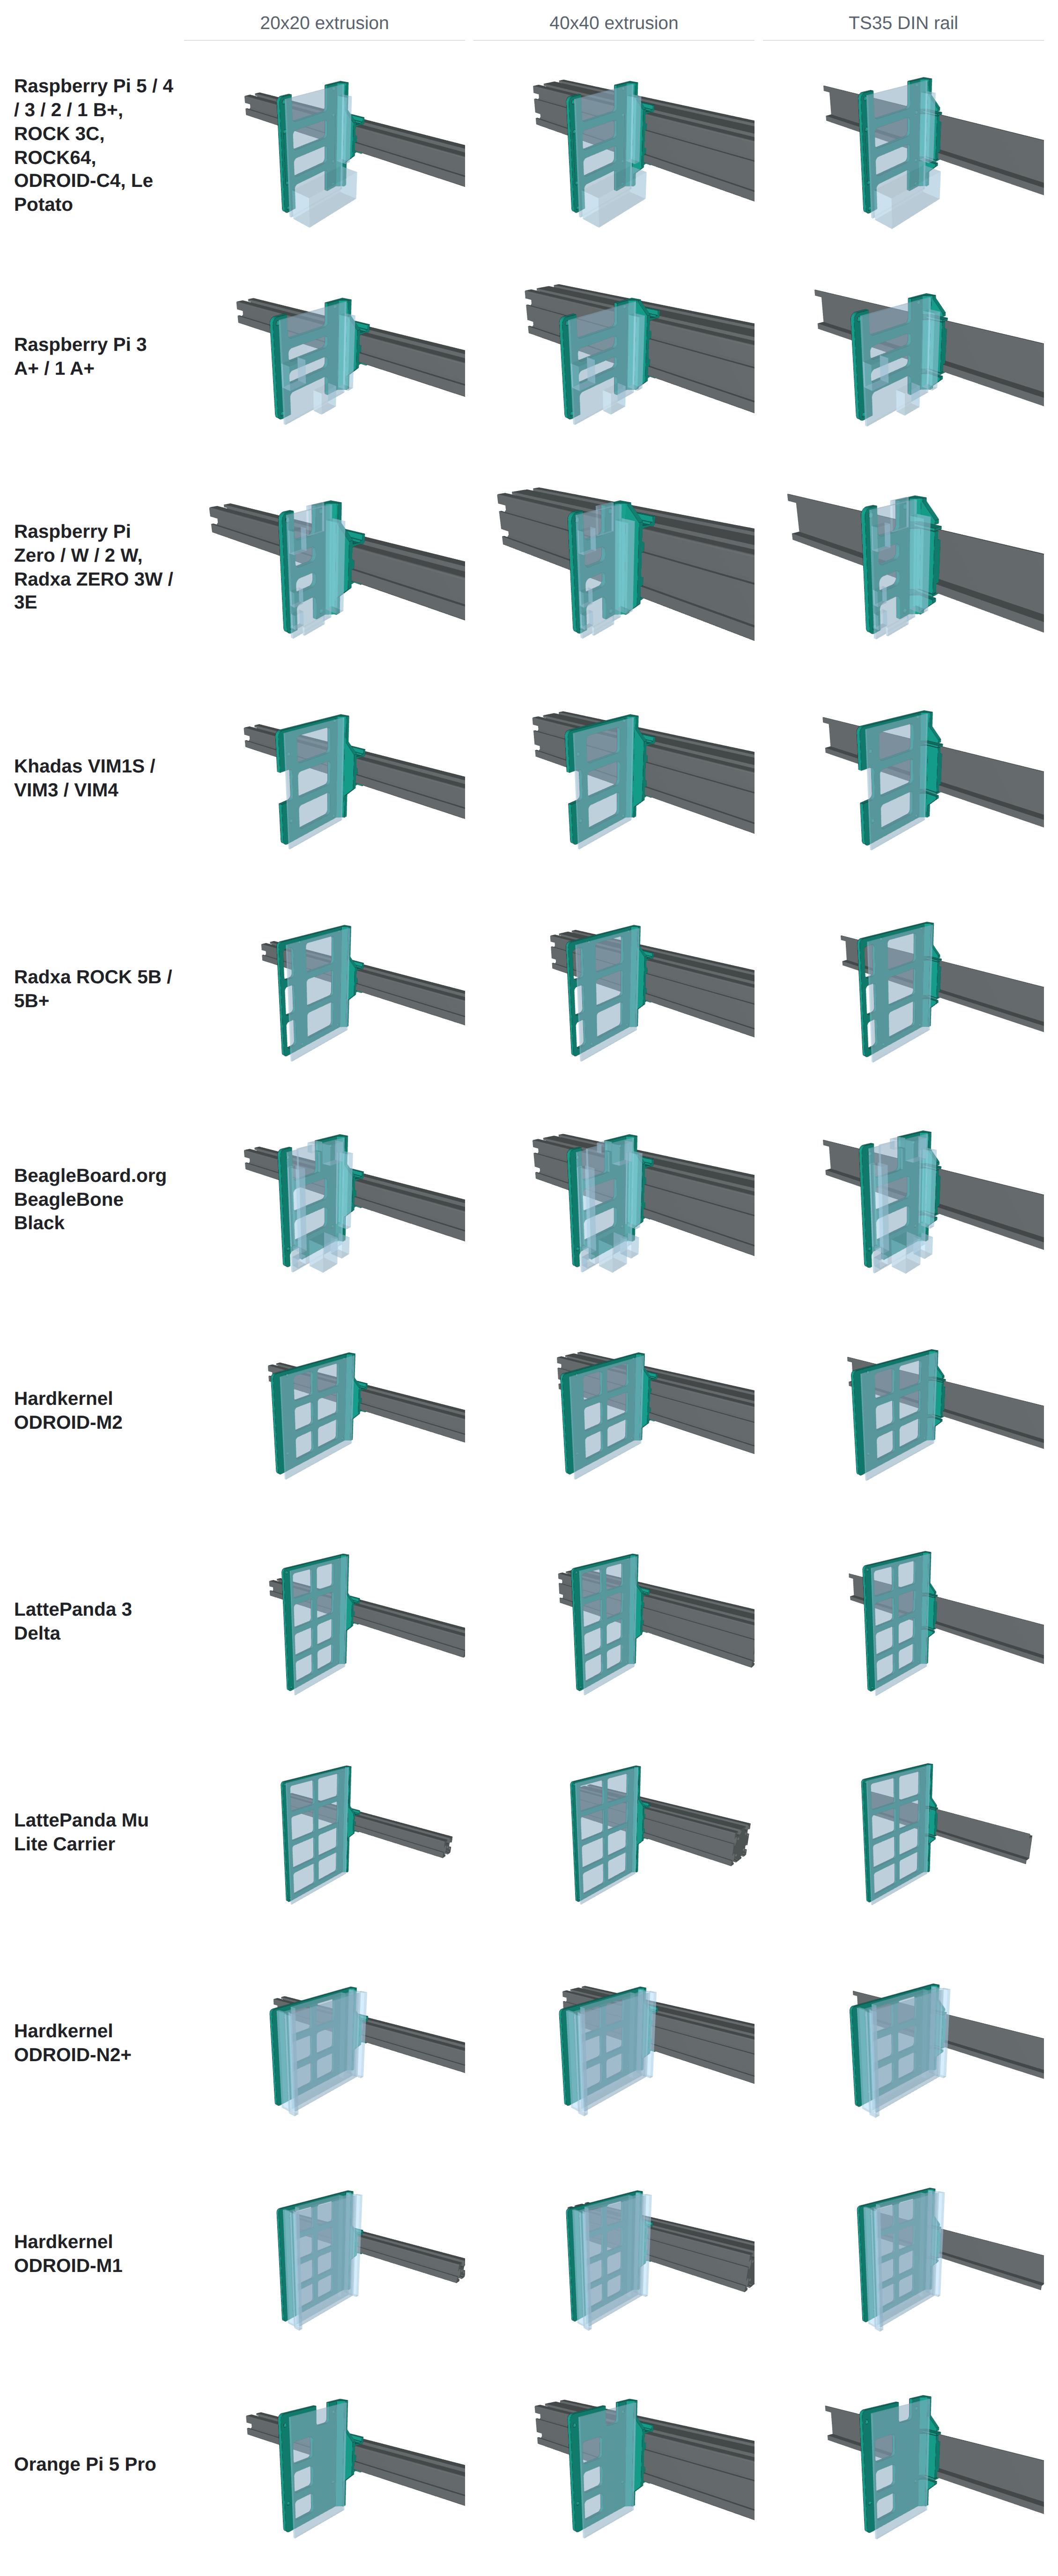 20x20 extrusion
40x40 extrusion
TS35 DIN rail
Raspberry Pi 5 / 4
/ 3 / 2 / 1 B+,
ROCK 3C,
ROCK64,
ODROID-C4, Le
Potato
Raspberry Pi 3
A+ / 1 A+
Raspberry Pi
Zero / W / 2 W,
Radxa ZERO 3W /
3E
Khadas VIM1S /
VIM3 / VIM4
Radxa ROCK 5B /
5B+
BeagleBoard.org
BeagleBone
Black
Hardkernel
ODROID-M2
LattePanda 3
Delta
LattePanda Mu
Lite Carrier
Hardkernel
ODROID-N2+
Hardkernel
ODROID-M1
Orange Pi 5 Pro